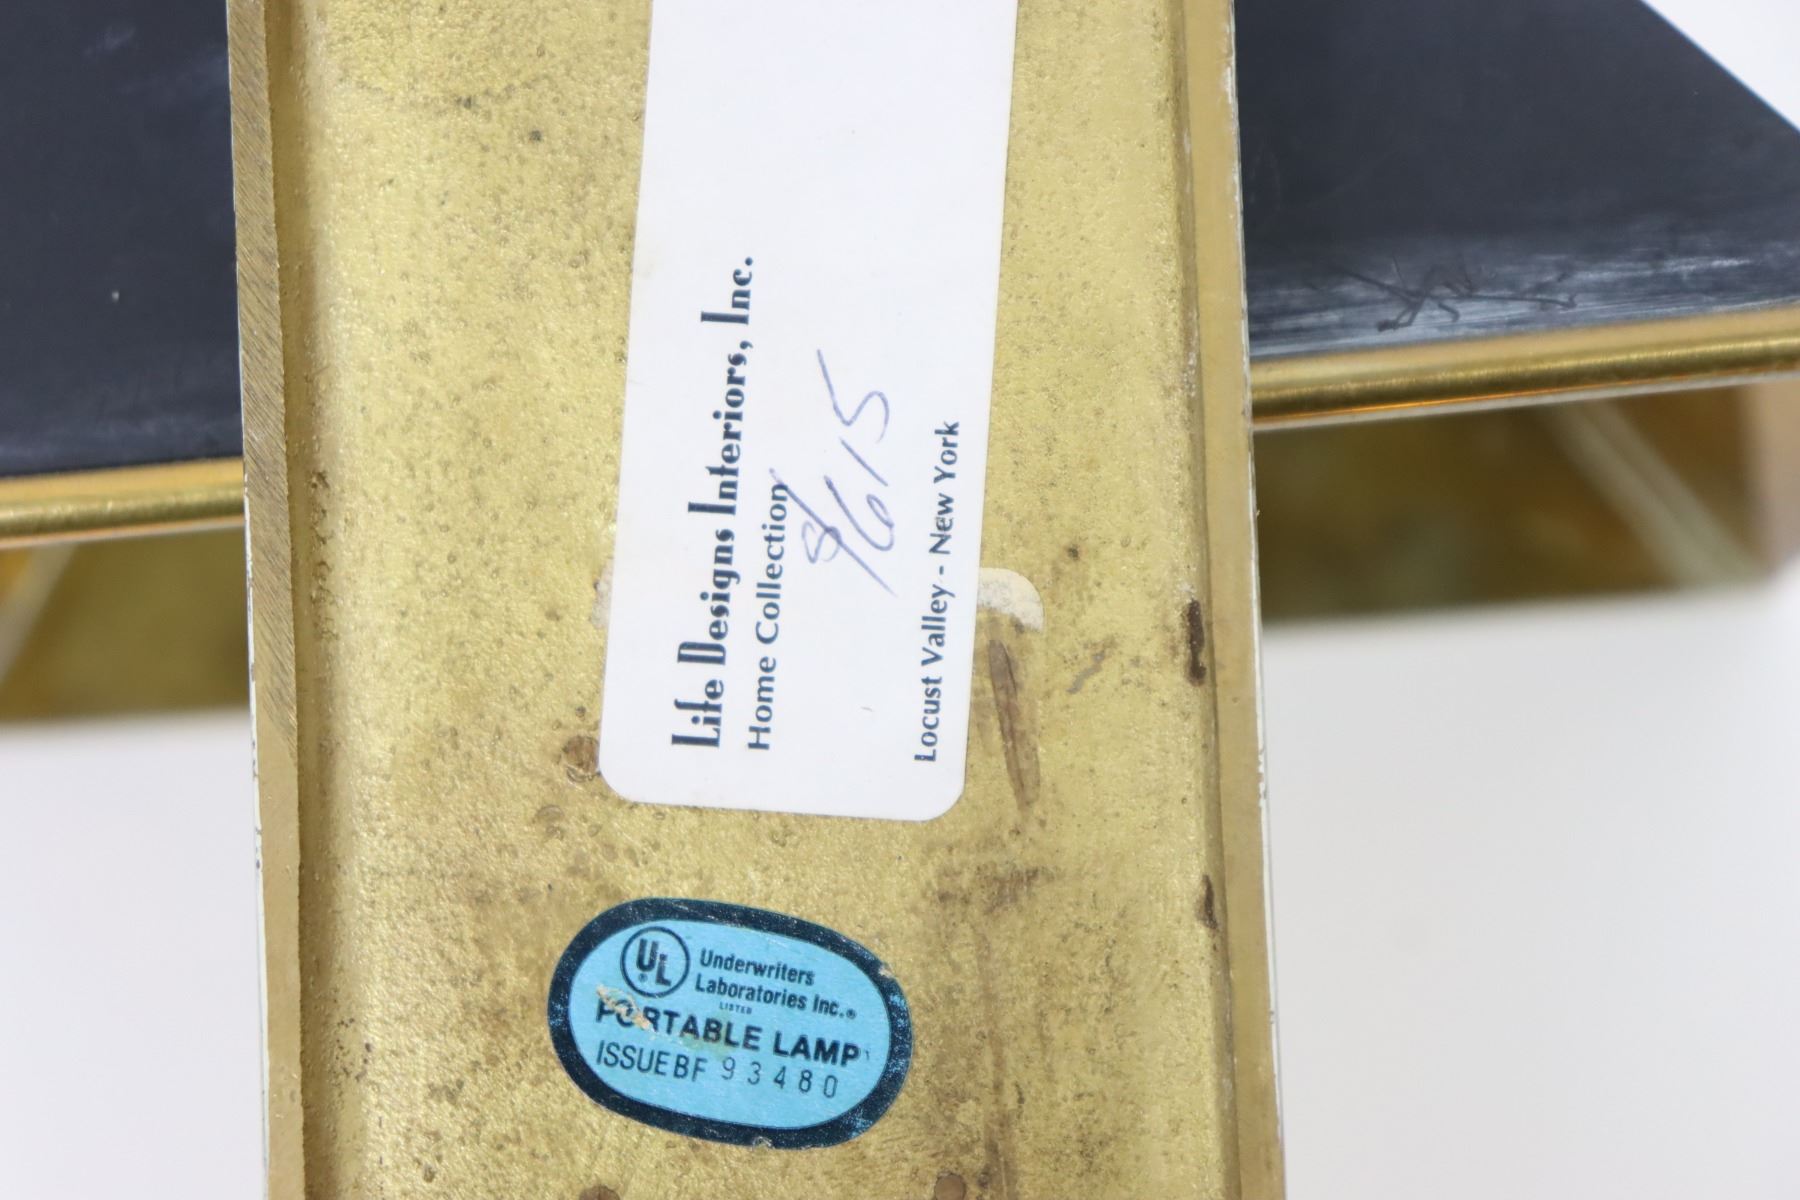 Life Designs Interiors, Inc.
Home Collection
Locust Valley - New York
UL
Underwriters
Laboratories Inc.®
LISTED
PORTABLE LAMP
ISSUE BF 93480